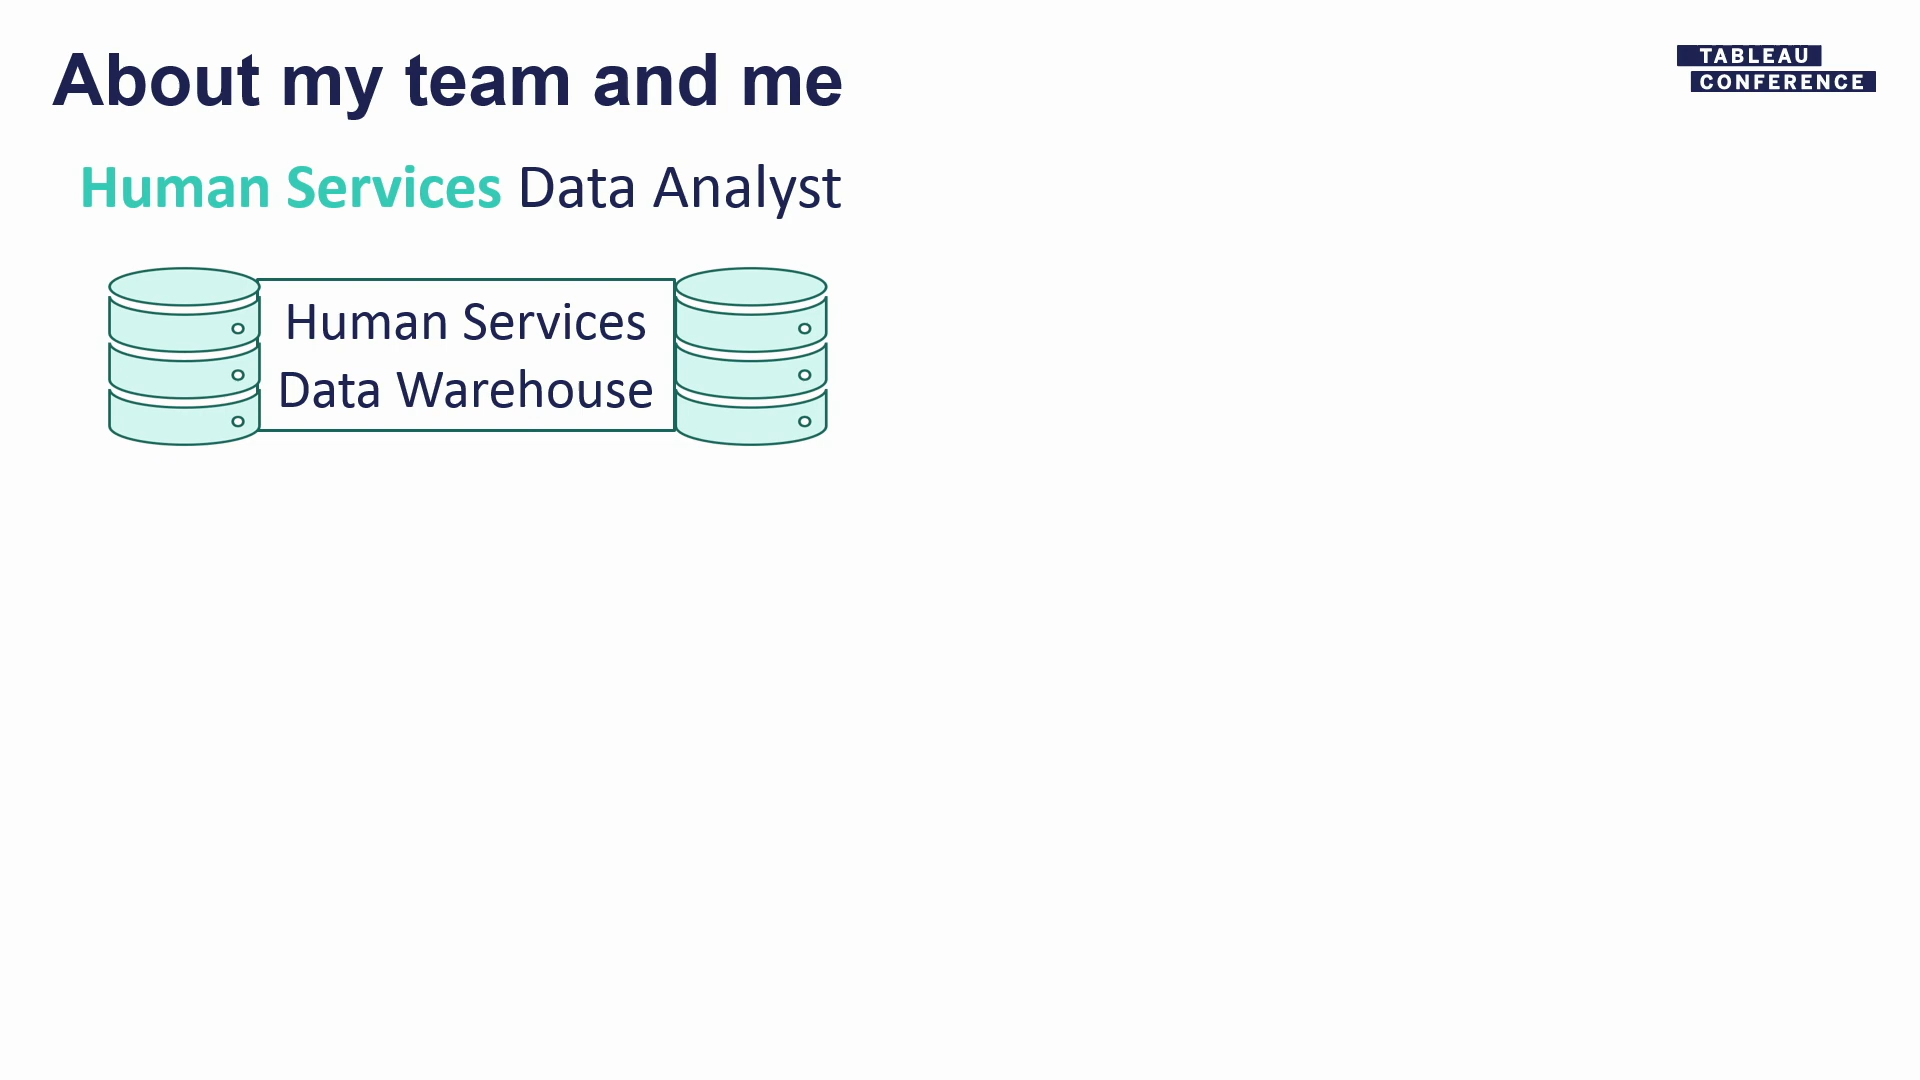 About my team and me
TABLEAU
CONFERENCE
Human Services Data Analyst
Human Services
Data Warehouse